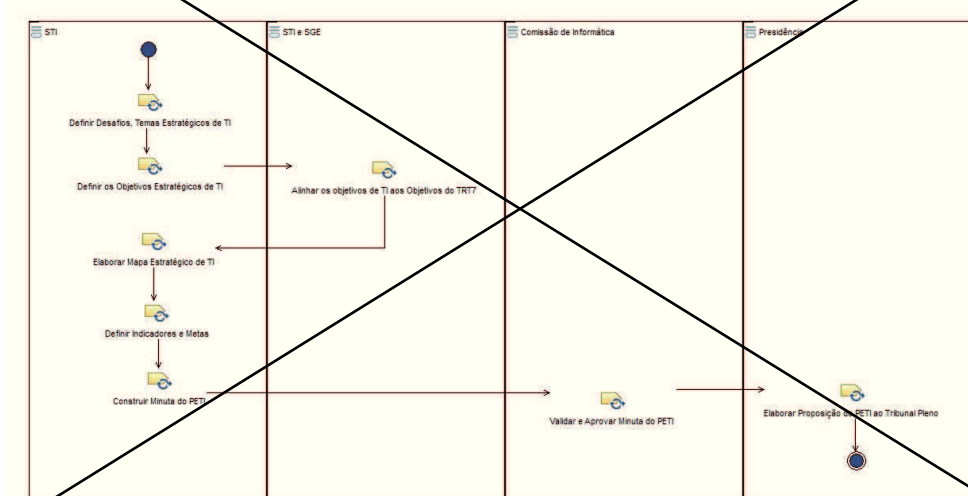 STI
STI e SGE
Comissão de Informática
Presidência
Definir Desafios, Temas Estratégicos de TI
Definir os Objetivos Estratégicos de TI
Alinhar os objetivos de TI aos Objetivos do TRT7
Elaborar Mapa Estratégico de TI
Definir Indicadores e Metas
Construir Minuta do PETI
Validar e Aprovar Minuta do PETI
Elaborar Proposição do PETI ao Tribunal Pleno